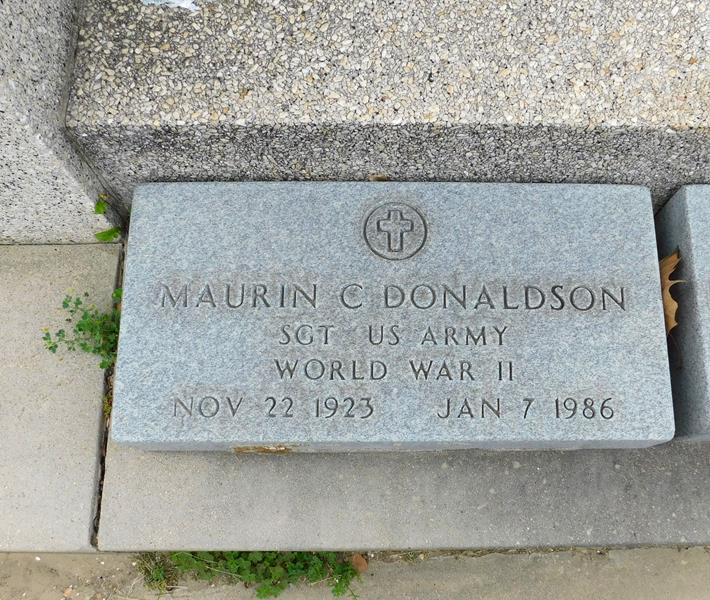 MAURIN C DONALDSON
SGT US ARMY
WORLD WAR II
NOV 22 1923 JAN 7 1986